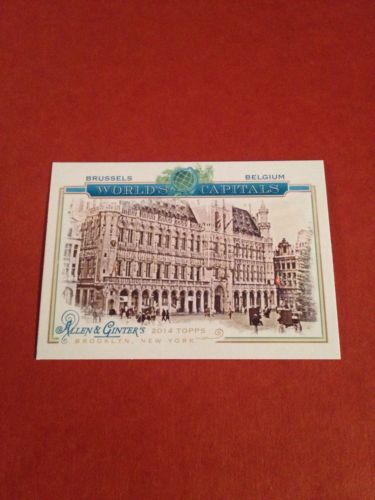 BRUSSELS BELGIUM
WORLD'S CAPITALS
ALLEN & GINTER'S 2014 TOPPS
BROOKLYN, NEW YORK